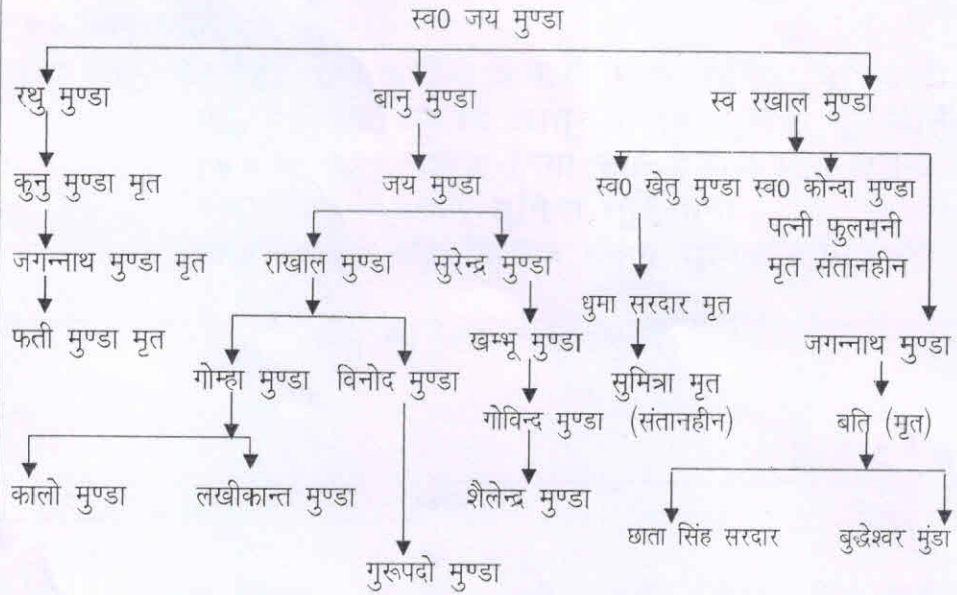 स्व0 जय मुण्डा
रथु मुण्डा बानु मुण्डा स्व रखाल मुण्डा
कुनु मुण्डा मृत जय मुण्डा स्व0 खेतु मुण्डा स्व0 कोन्दा मुण्डा
पत्नी फुलमनी
जगन्नाथ मुण्डा मृत राखाल मुण्डा सुरेन्द्र मुण्डा मृत संतानहीन
धुमा सरदार मृत
फती मुण्डा मृत खम्भू मुण्डा जगन्नाथ मुण्डा
गोम्हा मुण्डा विनोद मुण्डा सुमित्रा मृत
गोविन्द मुण्डा (संतानहीन) बति (मृत)
कालो मुण्डा लखीकान्त मुण्डा शैलेन्द्र मुण्डा
छाता सिंह सरदार बुद्धेश्वर मुंडा
गुरूपदो मुण्डा